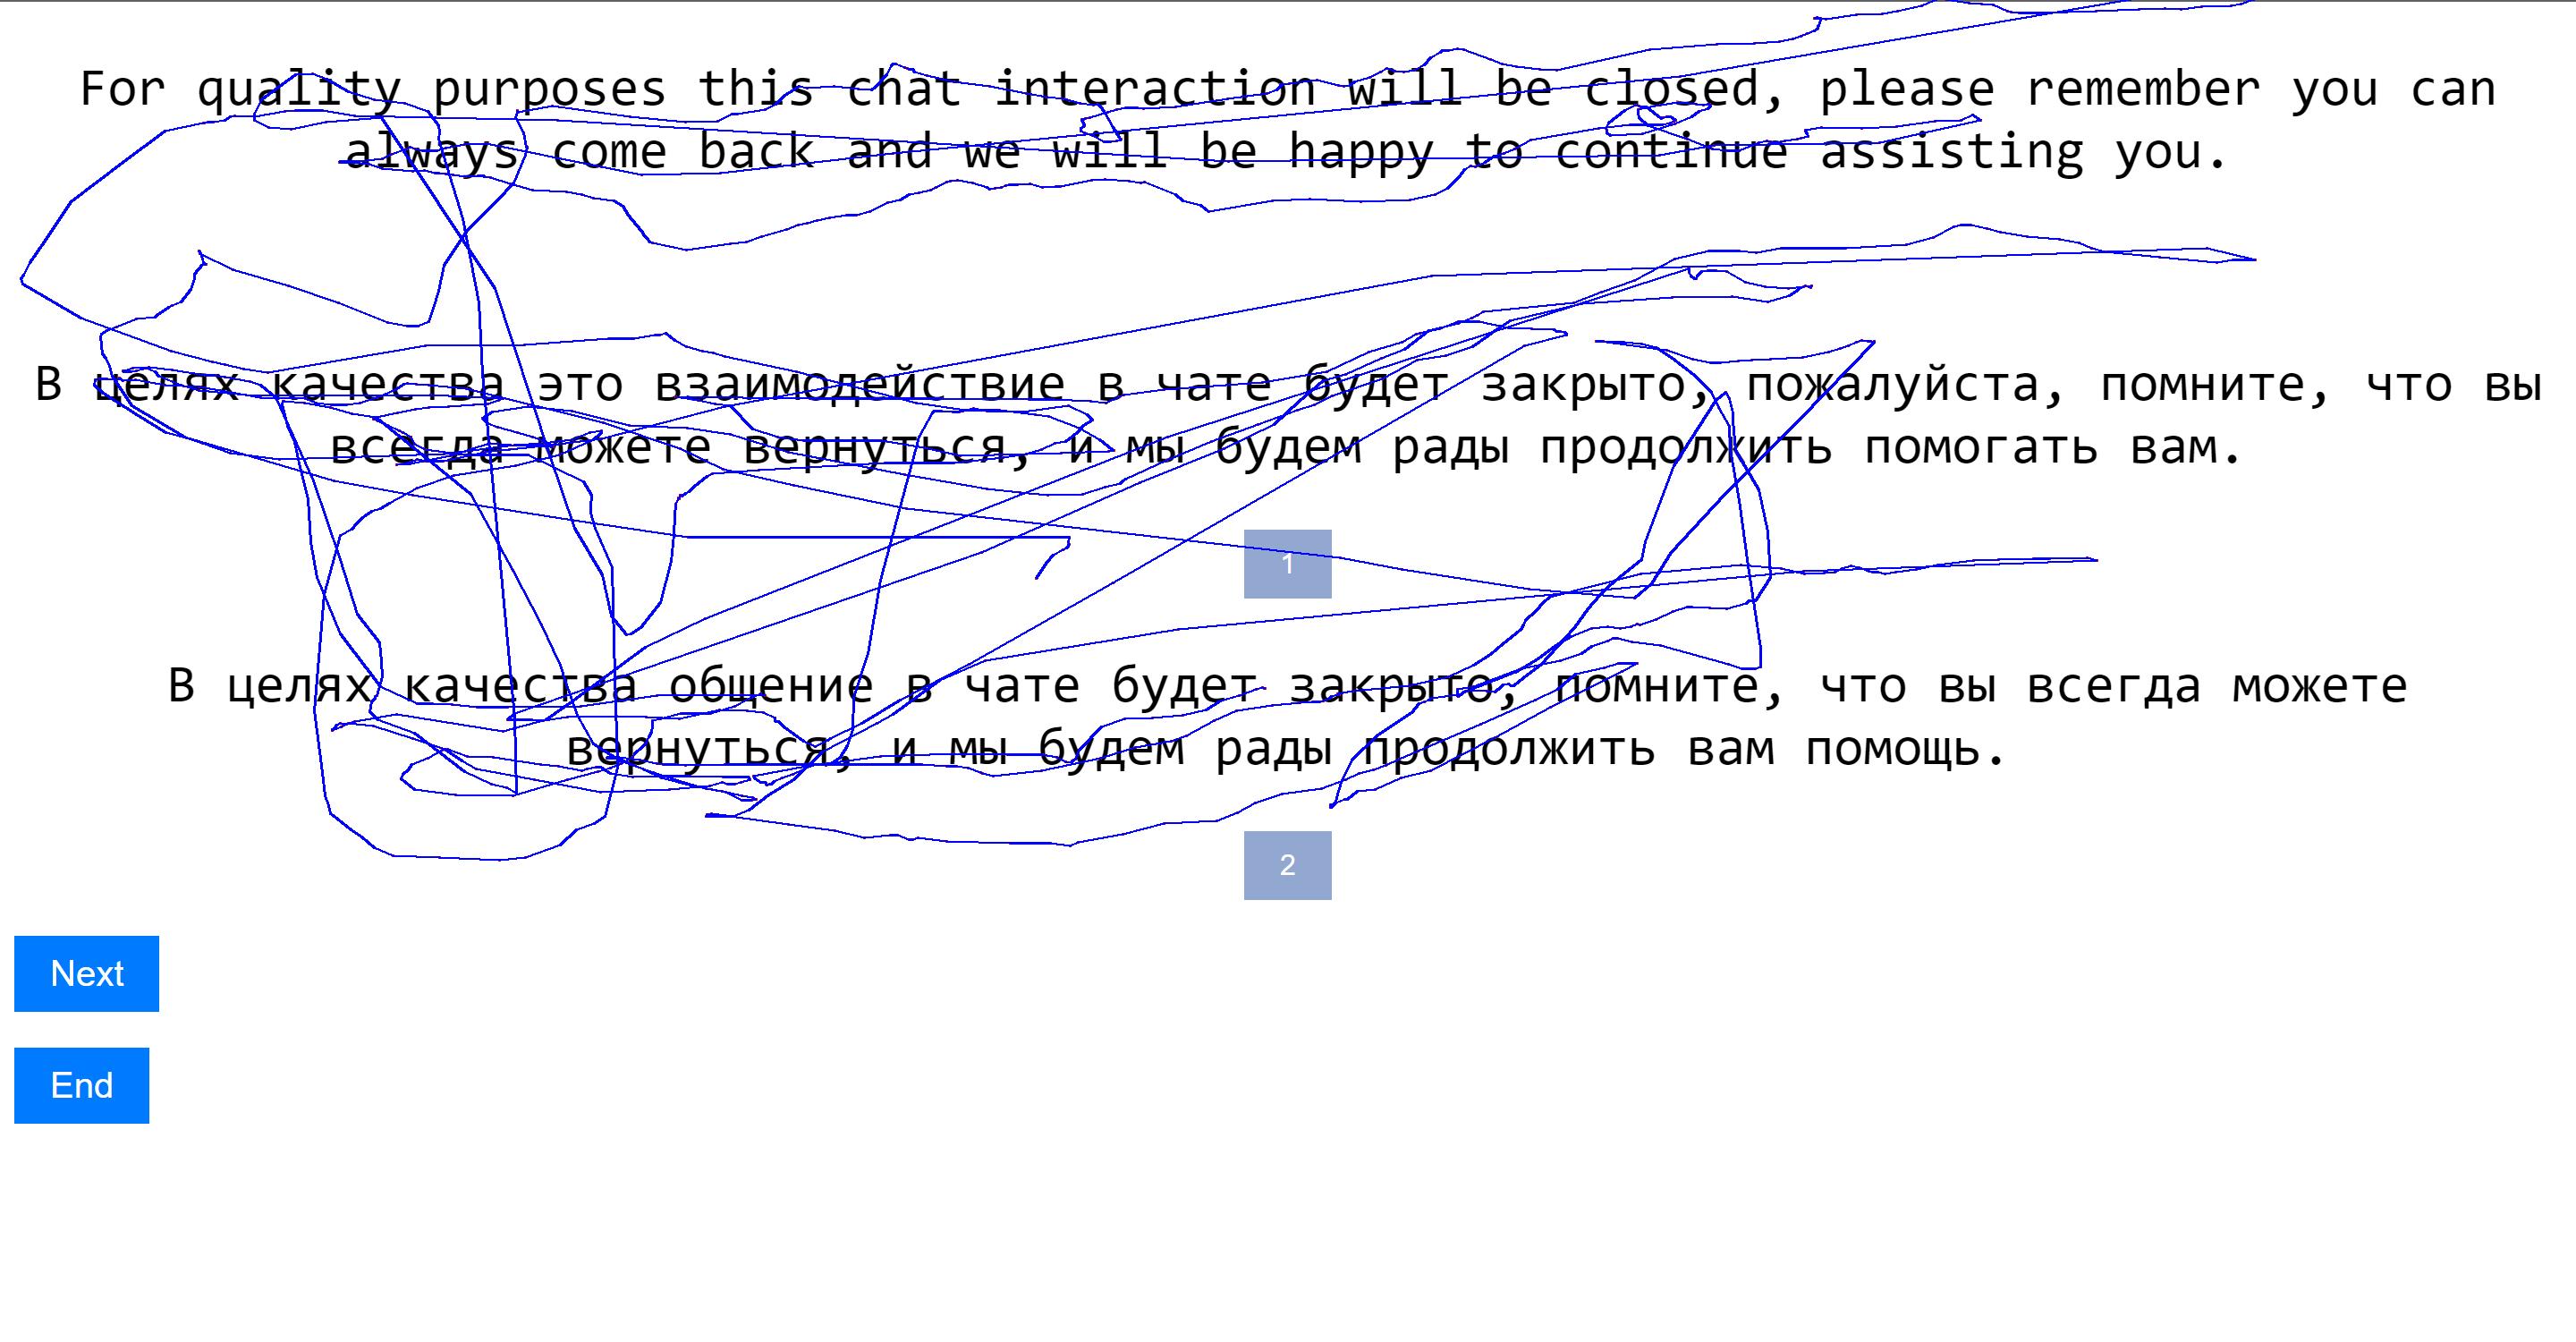 For quality purposes this chat interaction will be closed, please remember you can
always come back and we will be happy to continue assisting you.
В целях качества это взаимодействие в чате будет закрыто, пожалуйста, помните, что вы
всегда можете вернуться, и мы будем рады продолжить помогать вам.
1
В целях качества общение в чате будет закрыто, помните, что вы всегда можете
вернуться, и мы будем рады продолжить вам помощь.
2
Next
End